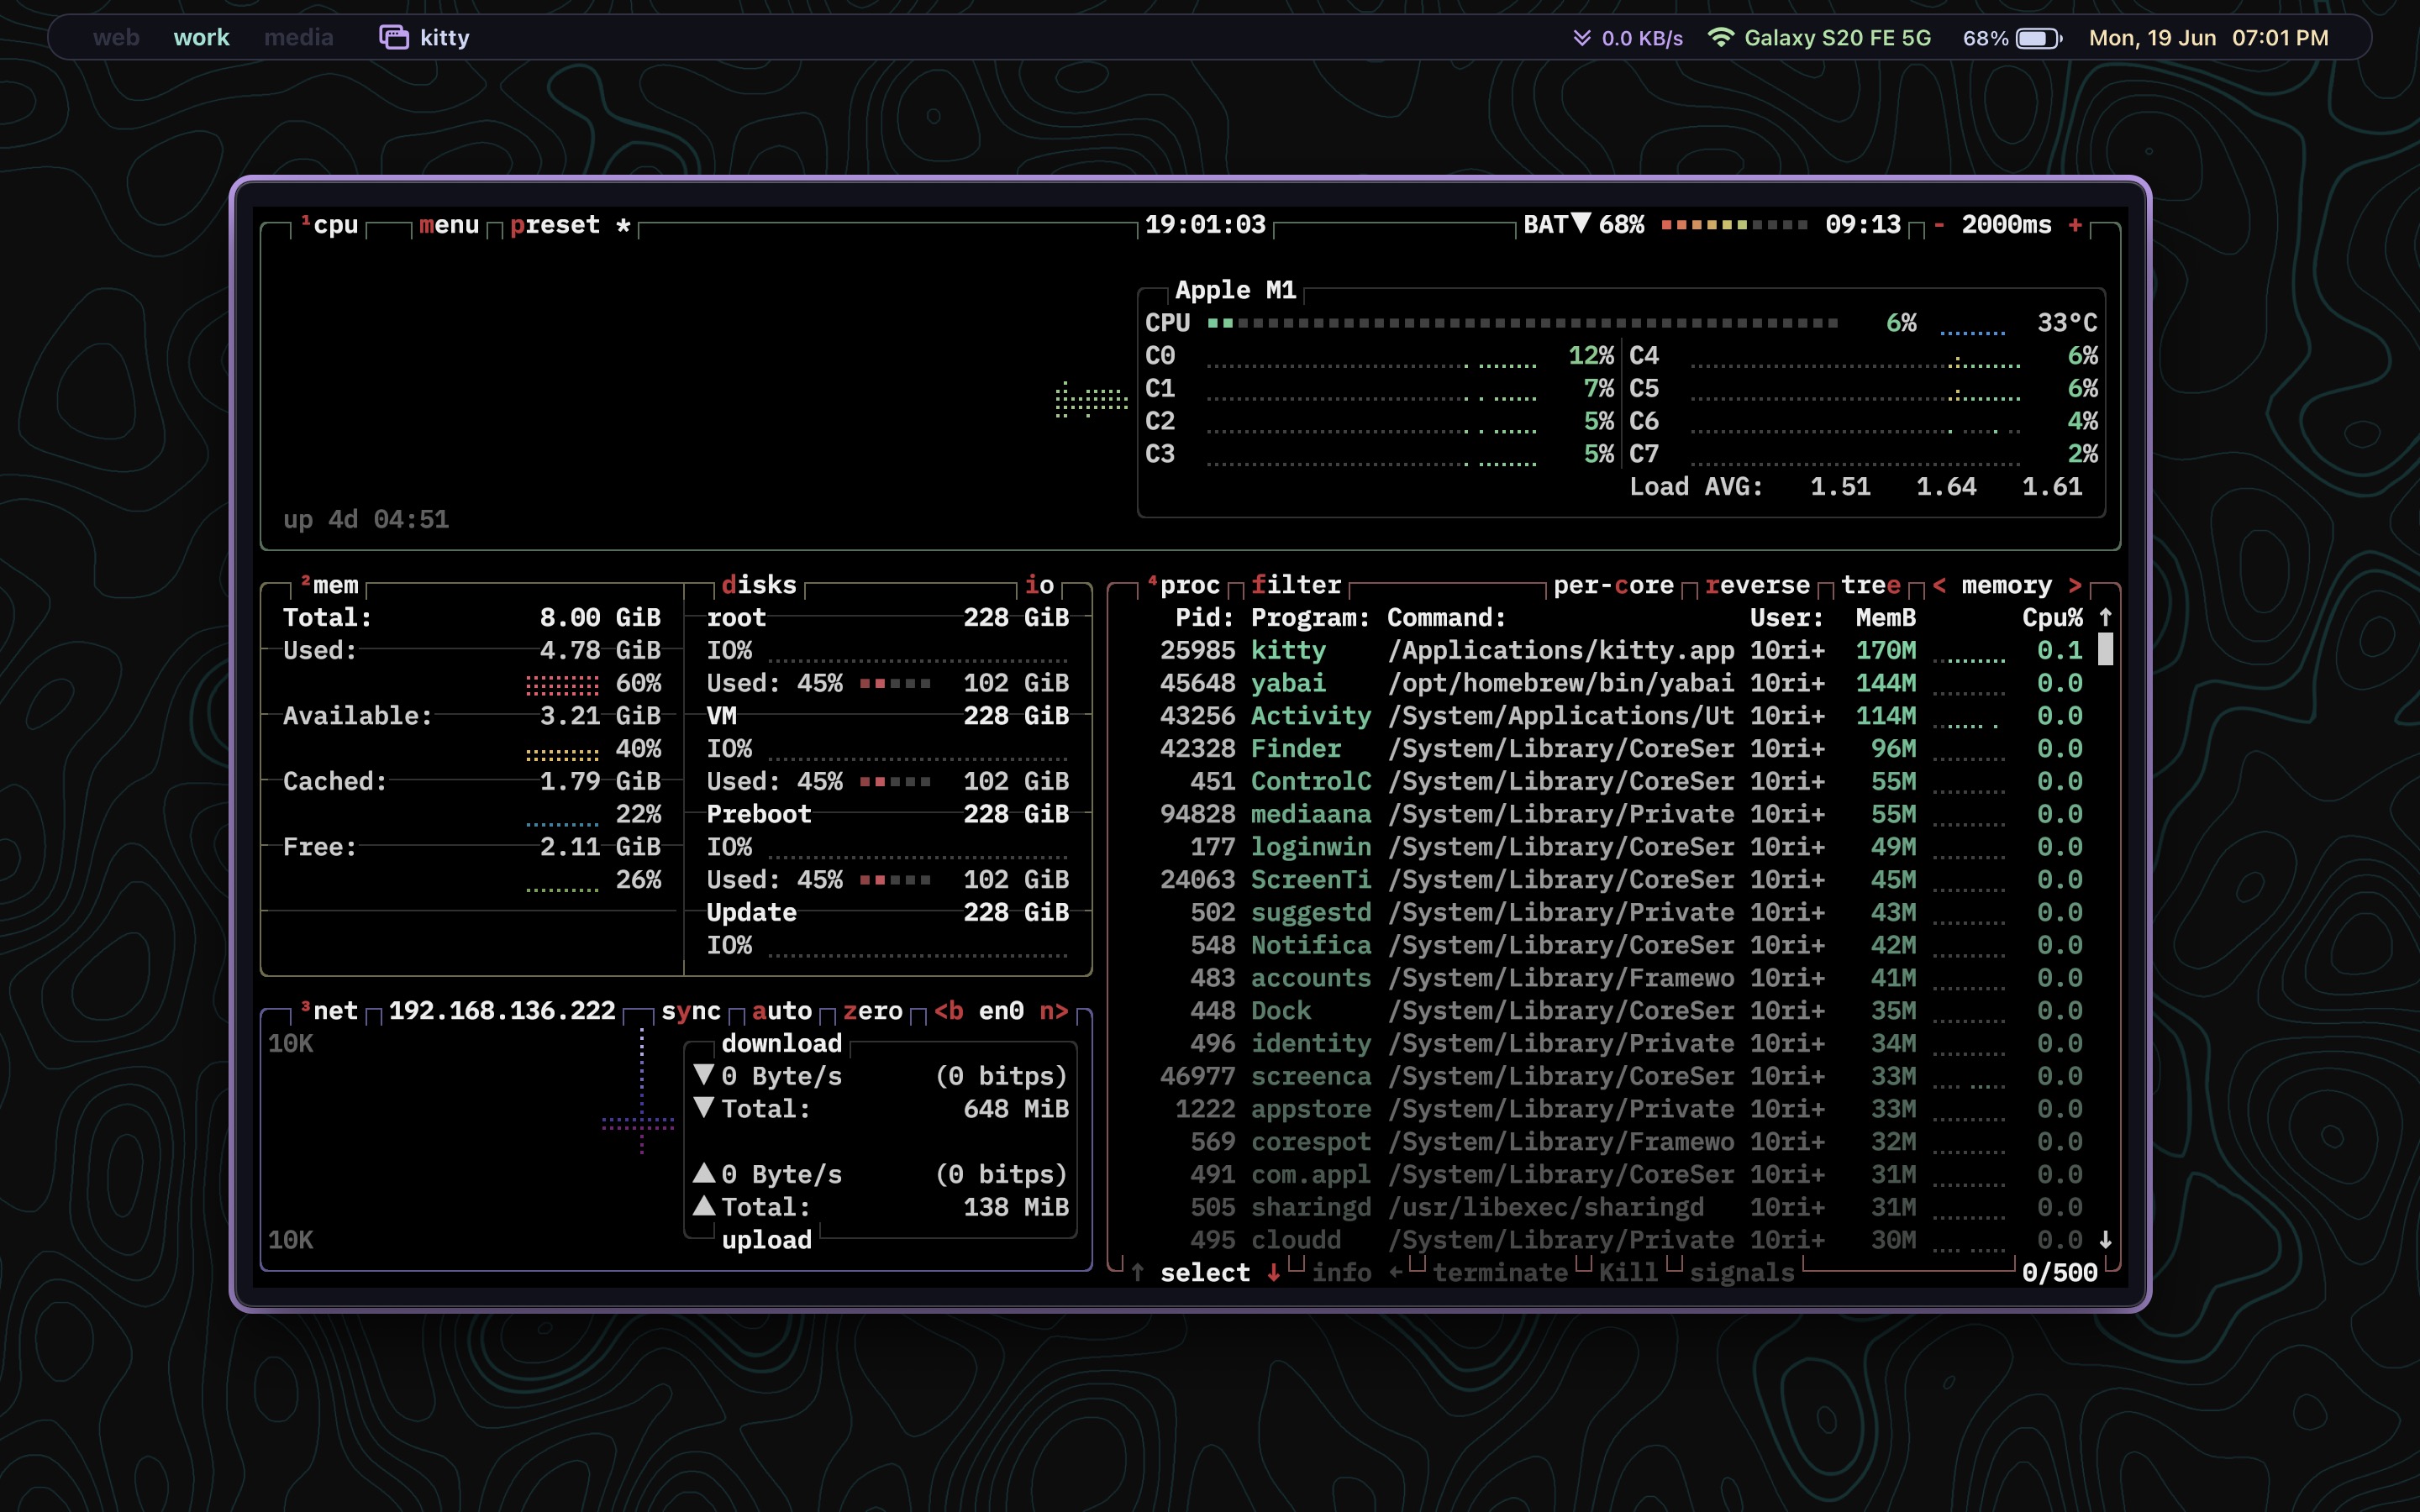 web work media kitty 0.0 KB/s Galaxy S20 FE 5G 68% Mon, 19 Jun 07:01 PM
¹cpu menu preset * 19:01:03 BAT▼ 68% 09:13 - 2000ms +
Apple M1
CPU 6% 33°C
C0 12% C4 6%
C1 7% C5 6%
C2 5% C6 4%
C3 5% C7 2%
Load AVG: 1.51 1.64 1.61
up 4d 04:51
²mem disks io
Total: 8.00 GiB root 228 GiB
Used: 4.78 GiB IO%
60% Used: 45% 102 GiB
Available: 3.21 GiB VM 228 GiB
40% IO%
Cached: 1.79 GiB Used: 45% 102 GiB
22% Preboot 228 GiB
Free: 2.11 GiB IO%
26% Used: 45% 102 GiB
Update 228 GiB
IO%
³net 192.168.136.222 sync auto zero <b en0 n>
10K download
▼ 0 Byte/s (0 bitps)
▼ Total: 648 MiB
▲ 0 Byte/s (0 bitps)
▲ Total: 138 MiB
10K upload
⁴proc filter per-core reverse tree < memory >
Pid: Program: Command: User: MemB Cpu% ↑
25985 kitty /Applications/kitty.app 10ri+ 170M 0.1
45648 yabai /opt/homebrew/bin/yabai 10ri+ 144M 0.0
43256 Activity /System/Applications/Ut 10ri+ 114M 0.0
42328 Finder /System/Library/CoreSer 10ri+ 96M 0.0
451 ControlC /System/Library/CoreSer 10ri+ 55M 0.0
94828 mediaana /System/Library/Private 10ri+ 55M 0.0
177 loginwin /System/Library/CoreSer 10ri+ 49M 0.0
24063 ScreenTi /System/Library/CoreSer 10ri+ 45M 0.0
502 suggestd /System/Library/Private 10ri+ 43M 0.0
548 Notifica /System/Library/CoreSer 10ri+ 42M 0.0
483 accounts /System/Library/Framewo 10ri+ 41M 0.0
448 Dock /System/Library/CoreSer 10ri+ 35M 0.0
496 identity /System/Library/Private 10ri+ 34M 0.0
46977 screenca /System/Library/CoreSer 10ri+ 33M 0.0
1222 appstore /System/Library/Private 10ri+ 33M 0.0
569 corespot /System/Library/Framewo 10ri+ 32M 0.0
491 com.appl /System/Library/CoreSer 10ri+ 31M 0.0
505 sharingd /usr/libexec/sharingd 10ri+ 31M 0.0
495 cloudd /System/Library/Private 10ri+ 30M 0.0 ↓
↑ select ↓ info ← terminate Kill signals 0/500